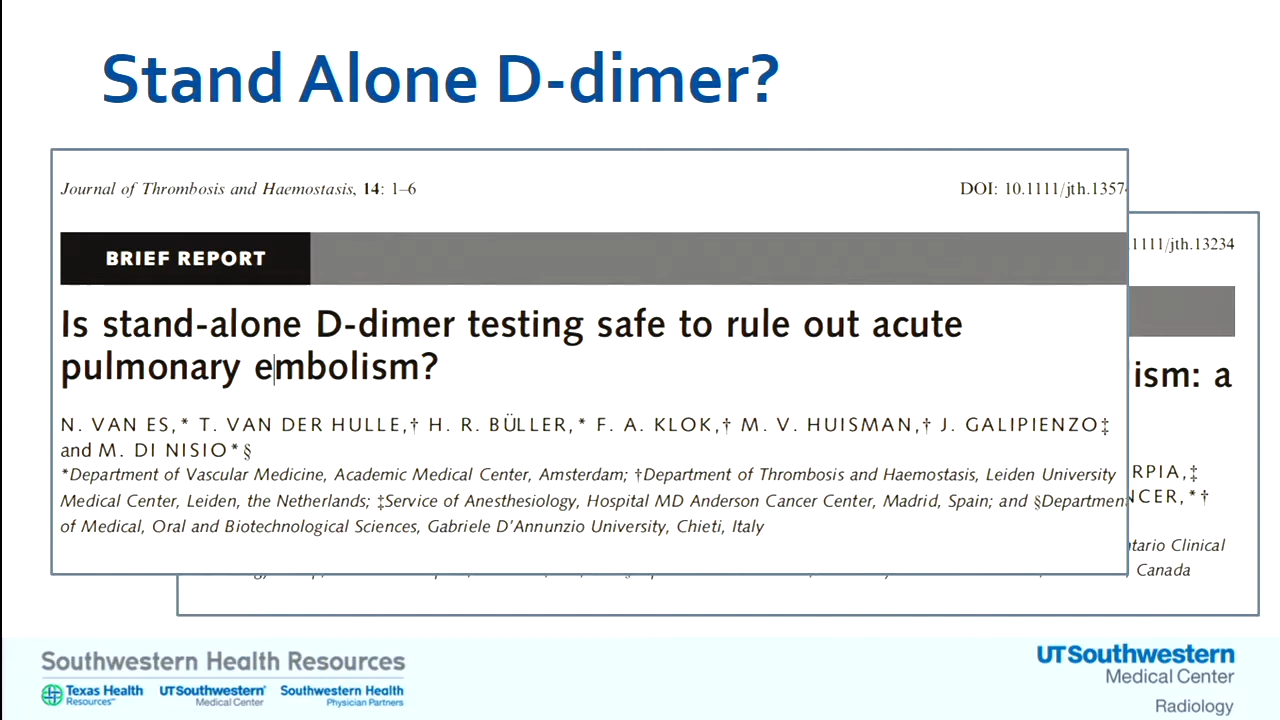 Stand Alone D-dimer?
Journal of Thrombosis and Haemostasis, 14: 1–6
DOI: 10.1111/jth.1357
1111/jth.13234
BRIEF REPORT
Is stand-alone D-dimer testing safe to rule out acute
pulmonary embolism?
ism: a
N. VAN ES,* T. VAN DER HULLE,† H. R. BÜLLER,* F. A. KLOK,† M. V. HUISMAN,† J. GALIPIENZO‡
and M. DI NISIO*§
*Department of Vascular Medicine, Academic Medical Center, Amsterdam; †Department of Thrombosis and Haemostasis, Leiden University
Medical Center, Leiden, the Netherlands; ‡Service of Anesthesiology, Hospital MD Anderson Cancer Center, Madrid, Spain; and §Departmen
of Medical, Oral and Biotechnological Sciences, Gabriele D'Annunzio University, Chieti, Italy
RPIA,‡
NCER,*†
ntario Clinical
, Canada
Southwestern Health Resources
Texas Health
Resources℠
UTSouthwestern®
Medical Center
Southwestern Health
Physician Partners
UTSouthwestern
Medical Center
Radiology